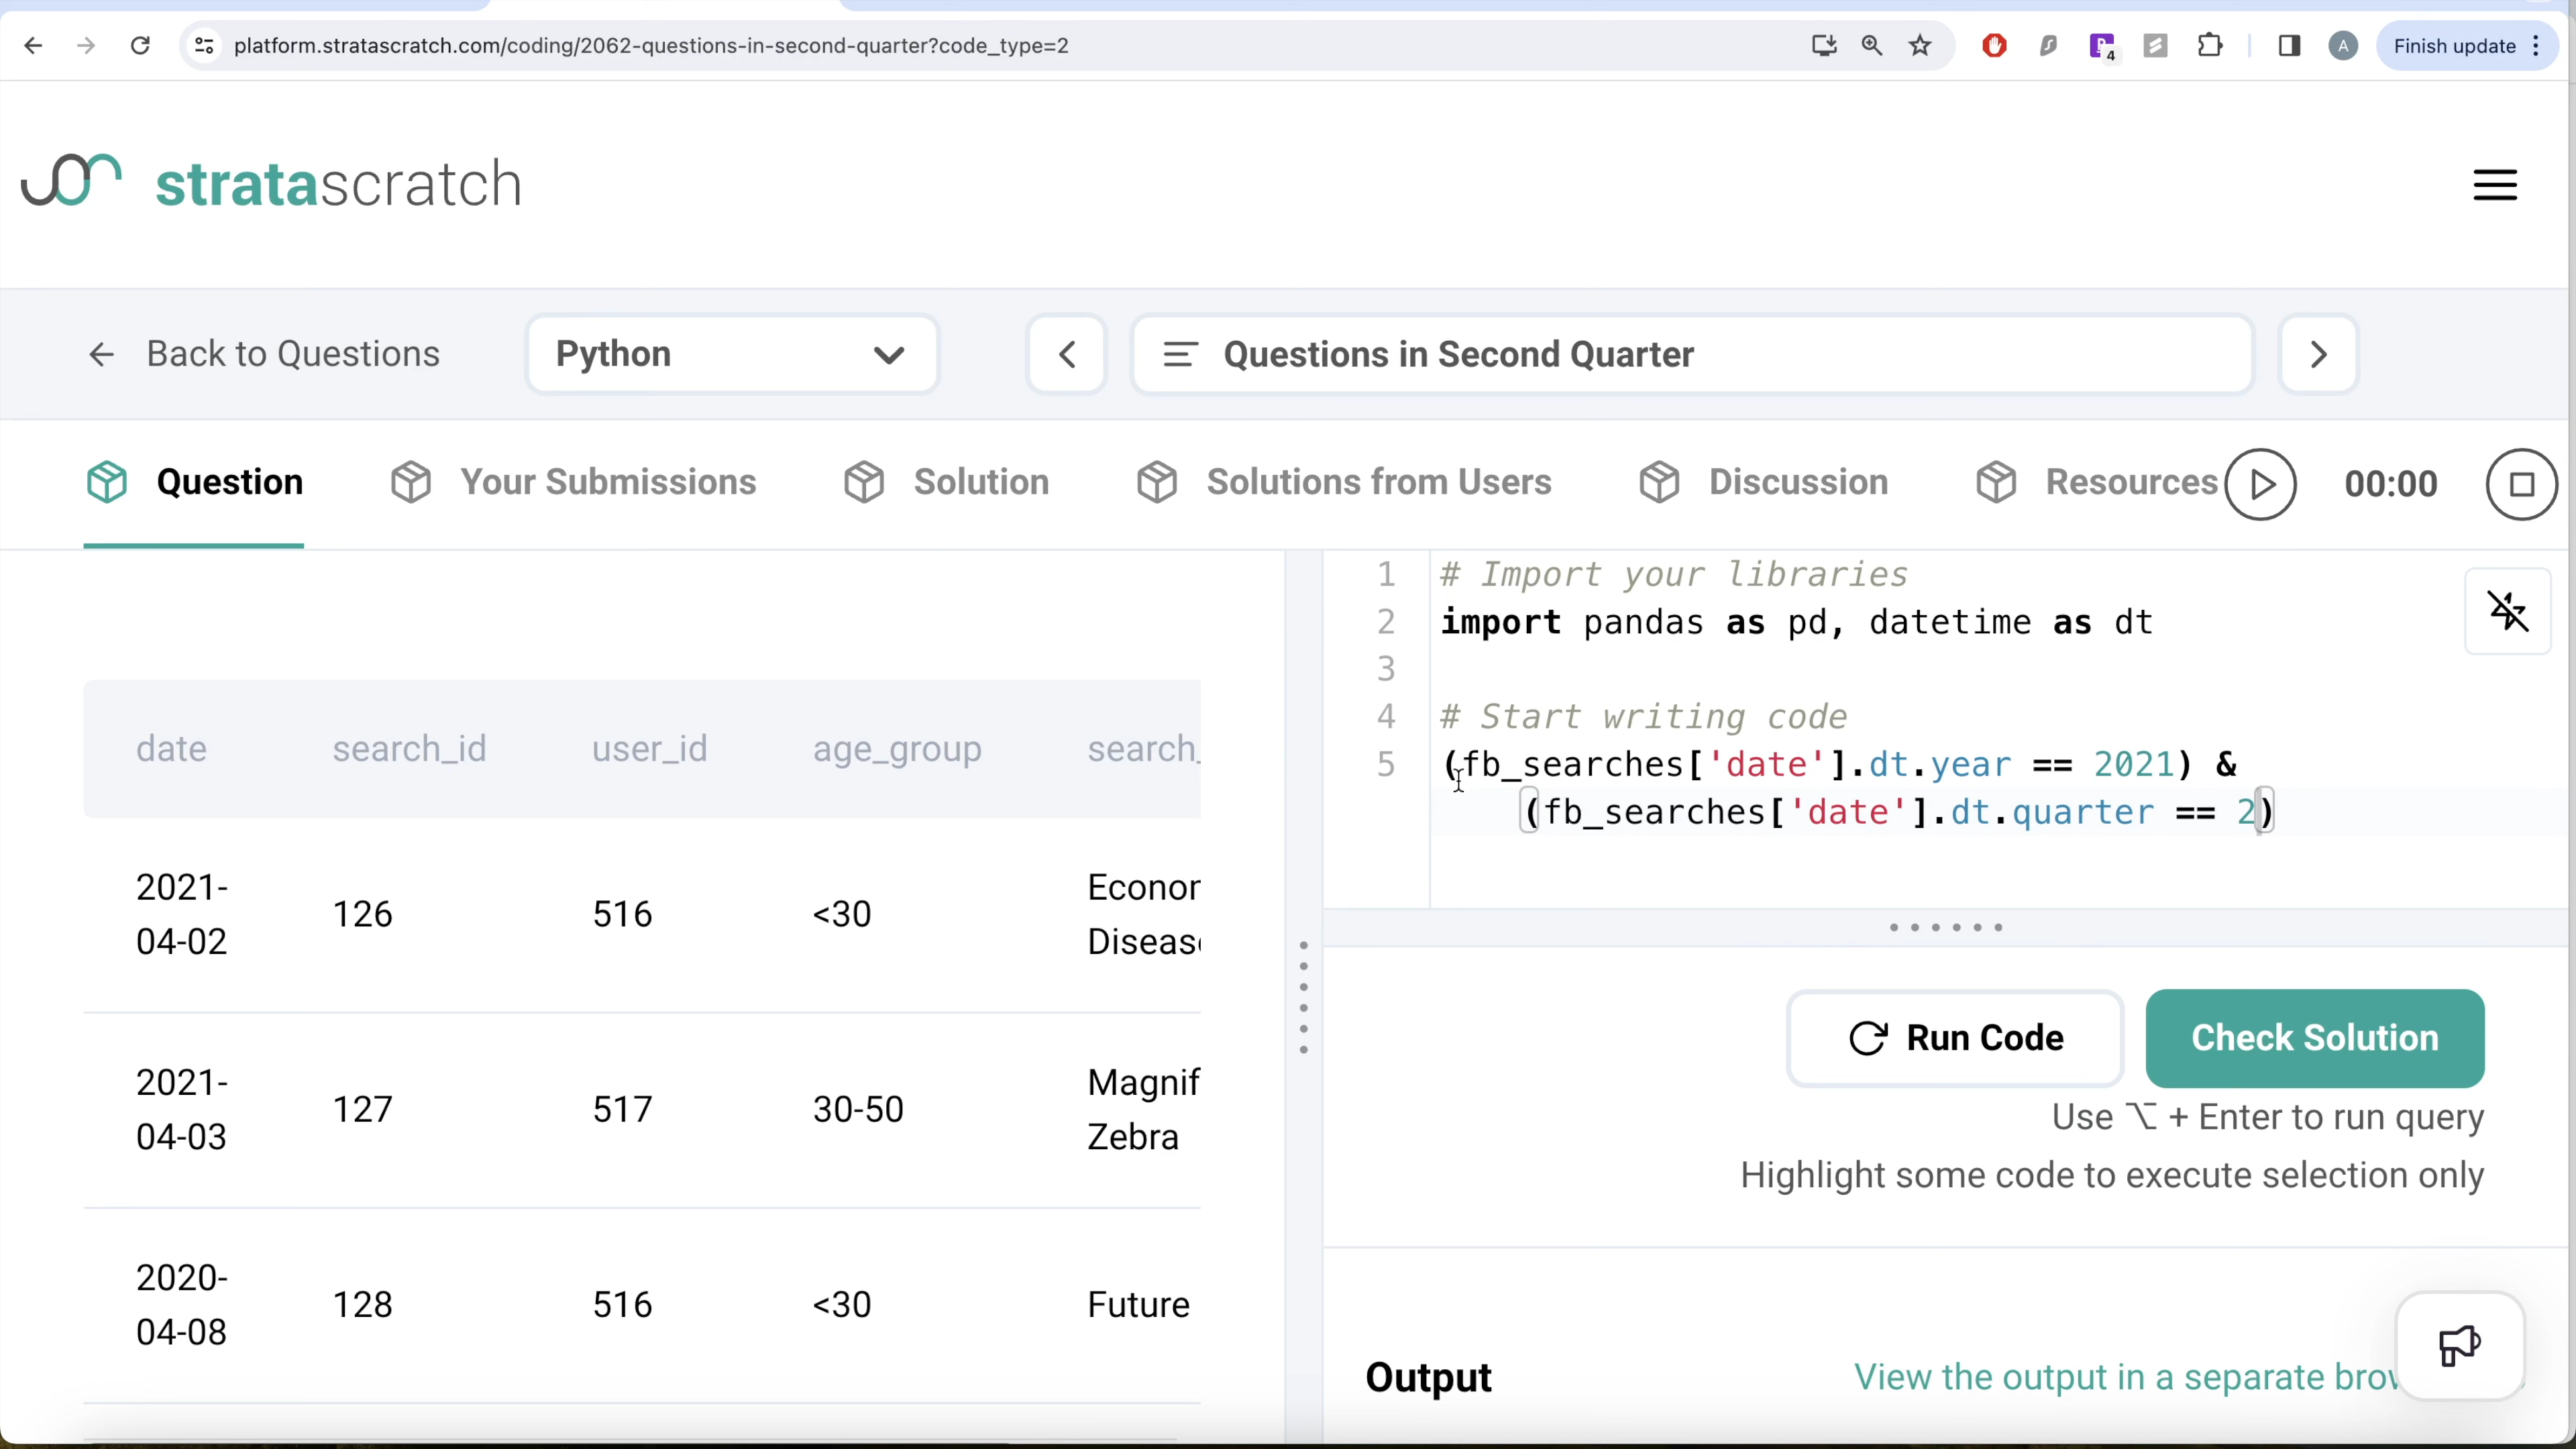 platform.stratascratch.com/coding/2062-questions-in-second-quarter?code_type=2
4
A
Finish update
stratascratch
Back to Questions
Python
Questions in Second Quarter
Question
Your Submissions
Solution
Solutions from Users
Discussion
Resources
00:00
date search_id user_id age_group search_
2021-
04-02
126
516
<30
Econor
Disease
2021-
04-03
127
517
30-50
Magnif
Zebra
2020-
04-08
128
516
<30
Future
1 # Import your libraries
2 import pandas as pd, datetime as dt
3
4 # Start writing code
5 (fb_searches['date'].dt.year == 2021) &
(fb_searches['date'].dt.quarter == 2)
Run Code
Check Solution
Use ⌥ + Enter to run query
Highlight some code to execute selection only
Output
View the output in a separate brow